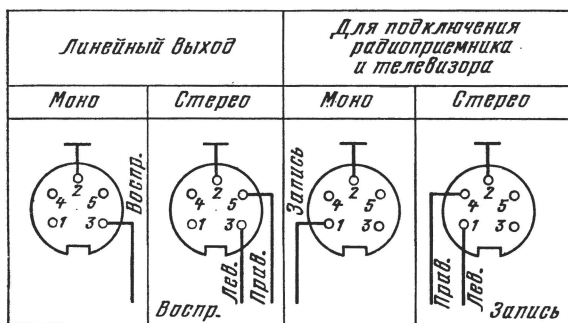 Линейный выход
Для подключения
радиоприемника
и телевизора
Моно
Стерео
Моно
Стерео
2
4
5
1
3
Воспр.
2
4
5
1
3
Лев.
Прав.
Воспр.
Запись
2
4
5
1
3
2
4
5
1
3
Прав.
Лев.
Запись